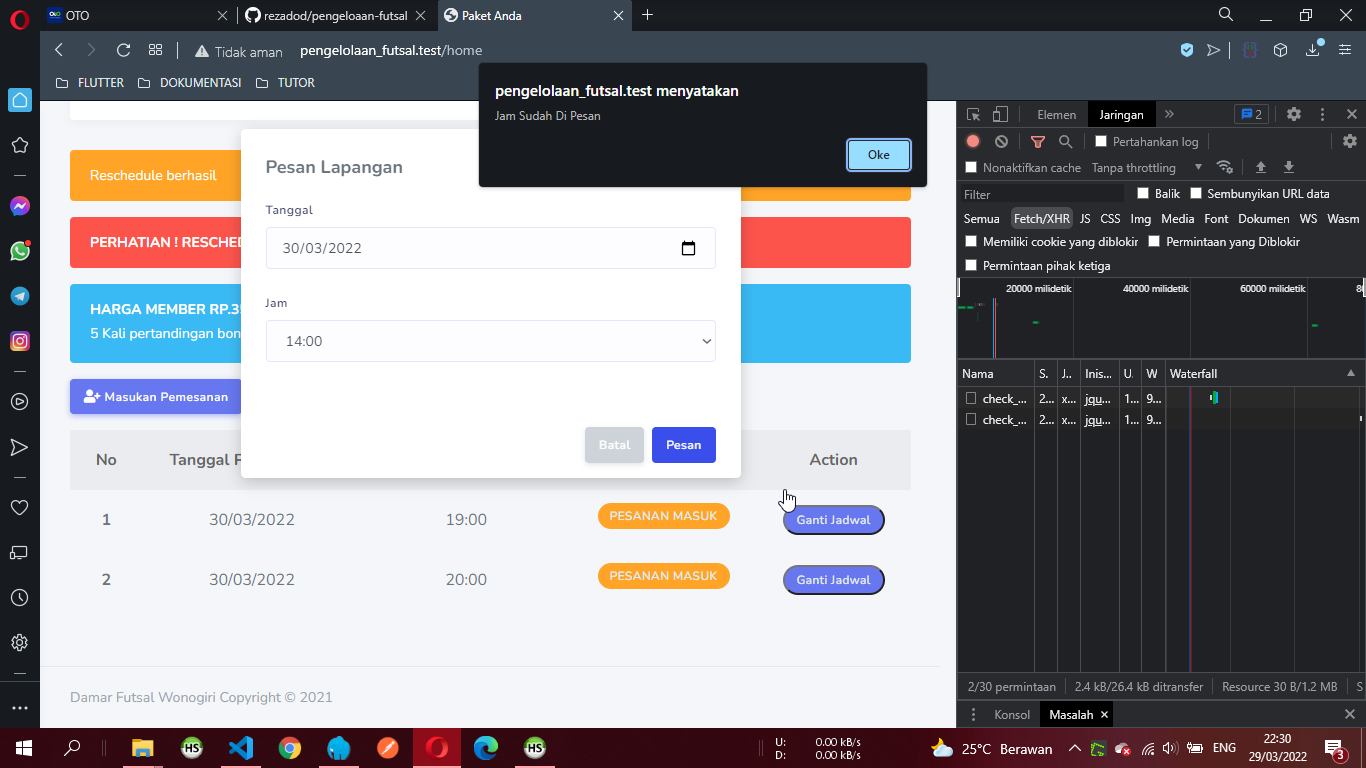 OTO
rezadod/pengeloaan-futsal
Paket Anda
Tidak aman
pengelolaan_futsal.test/home
FLUTTER
DOKUMENTASI
TUTOR
pengelolaan_futsal.test menyatakan
Jam Sudah Di Pesan
Oke
Reschedule berhasil
PERHATIAN ! RESCHED
HARGA MEMBER RP.35
5 Kali pertandingan bon
Masukan Pemesanan
Pesan Lapangan
Tanggal
30/03/2022
Jam
14:00
Batal
Pesan
No
Tanggal P
Action
1
30/03/2022
19:00
PESANAN MASUK
Ganti Jadwal
2
30/03/2022
20:00
PESANAN MASUK
Ganti Jadwal
Damar Futsal Wonogiri Copyright © 2021
Elemen
Jaringan
2
Pertahankan log
Nonaktifkan cache
Tanpa throttling
Filter
Balik
Sembunyikan URL data
Semua
Fetch/XHR
JS
CSS
Img
Media
Font
Dokumen
WS
Wasm
Memiliki cookie yang diblokir
Permintaan yang Diblokir
Permintaan pihak ketiga
20000 milidetik
40000 milidetik
60000 milidetik
Nama
S.
J..
Inis...
U.
W
Waterfall
check_...
2...
x...
jqu...
1...
9...
check_...
2...
x...
jqu...
1...
9...
2/30 permintaan
2.4 kB/26.4 kB ditransfer
Resource 30 B/1.2 MB
S
Konsol
Masalah
U: 0.00 kB/s
D: 0.00 kB/s
25°C Berawan
ENG
22:30
29/03/2022
3